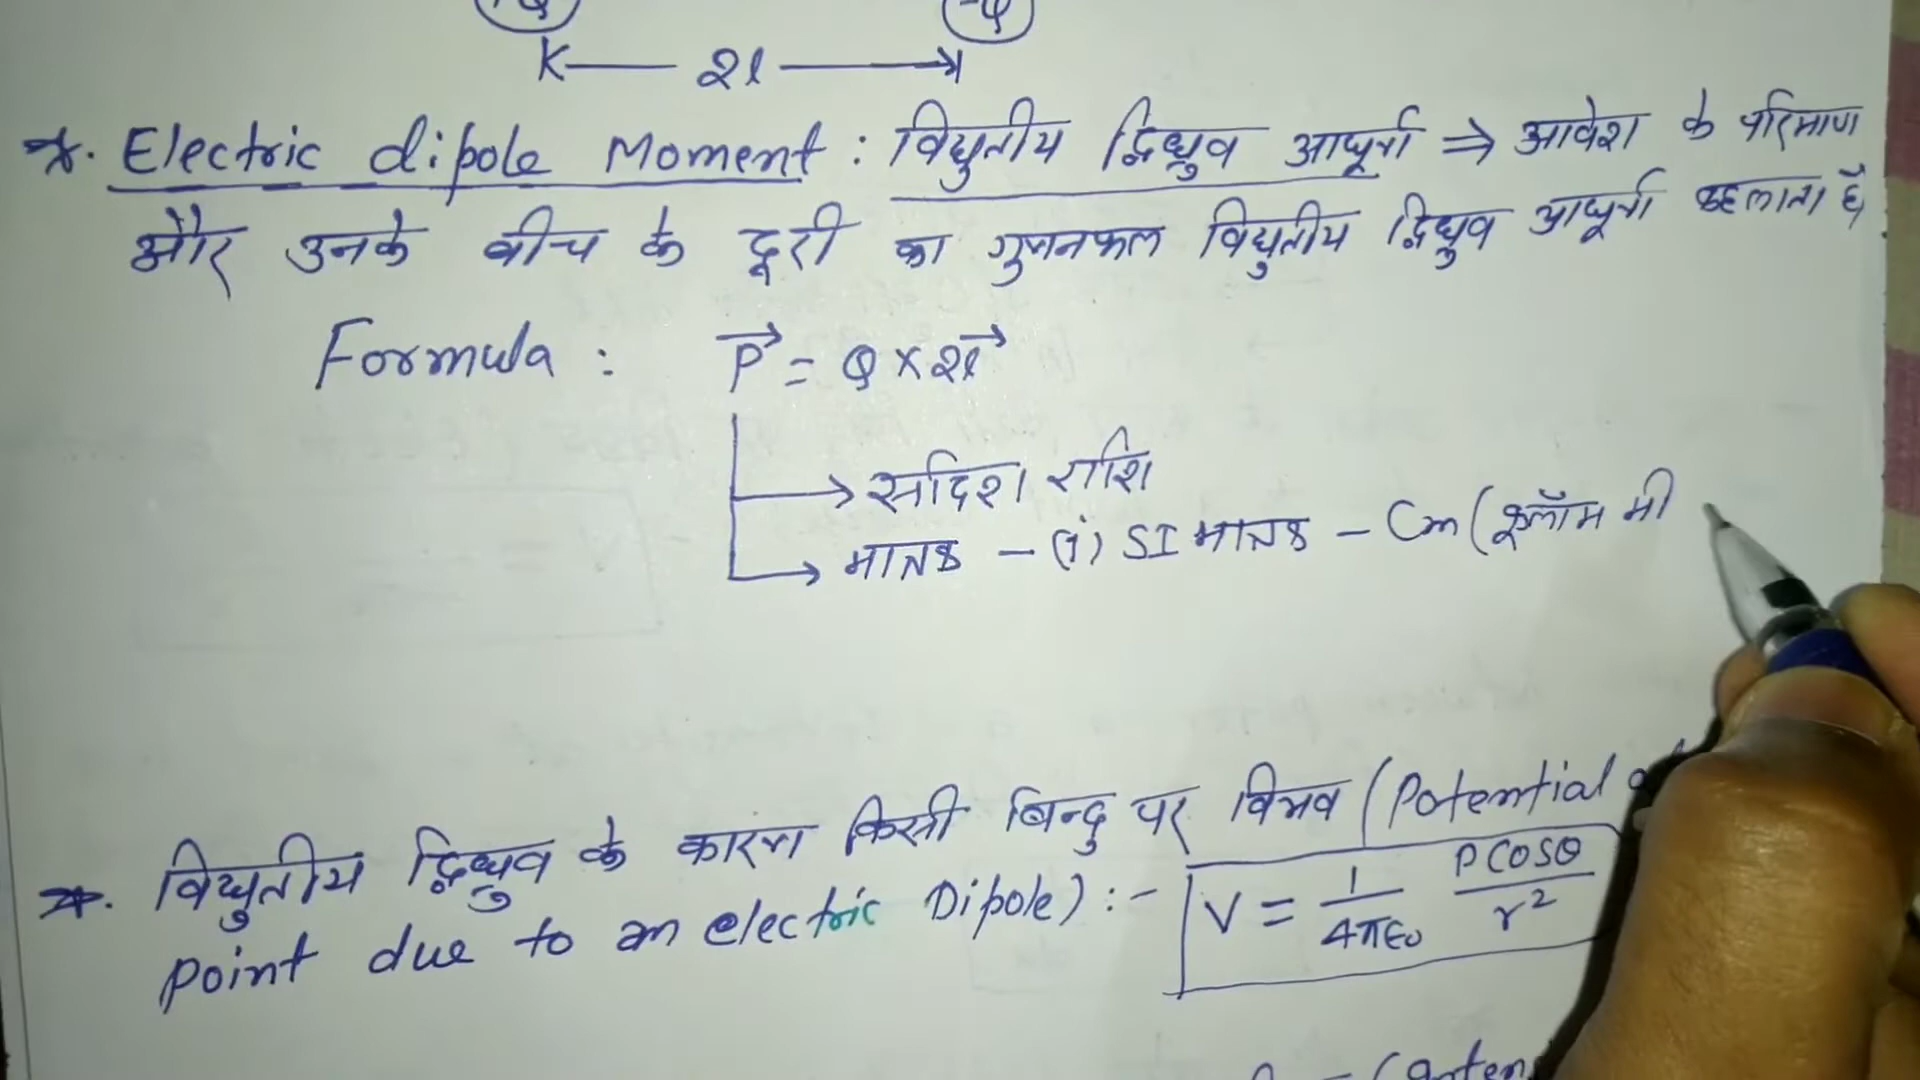 2l
*. Electric dipole Moment : विद्युतीय द्विध्रुव आघूर्ण ⇒ आवेश के परिमाण
और उनके बीच के दूरी का गुणनफल विद्युतीय द्विध्रुव आघूर्ण कहलाता है
Formula : P⃗ = Q × 2l⃗
→ सदिश राशि
→ मात्रक – (i) SI मात्रक – Cm (कूलॉम मी
*. विद्युतीय द्विध्रुव के कारण किसी बिन्दु पर विभव (Potential
point due to an electric Dipole) :- V = 1/4πε₀ PCOSθ/r²